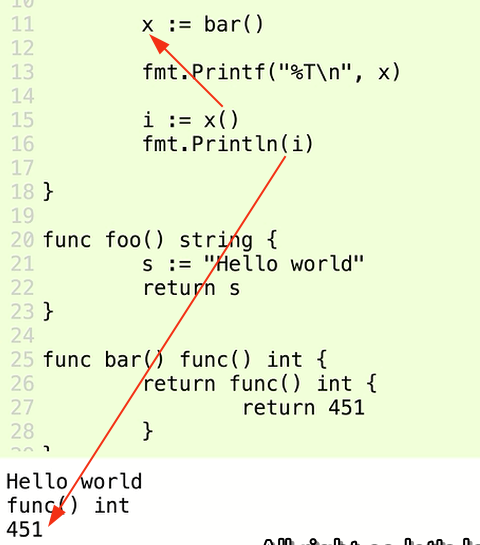 10
11 x := bar()
12
13 fmt.Printf("%T\n", x)
14
15 i := x()
16 fmt.Println(i)
17
18 }
19
20 func foo() string {
21 s := "Hello world"
22 return s
23 }
24
25 func bar() func() int {
26 return func() int {
27 return 451
28 }
29 }
Hello world
func() int
451